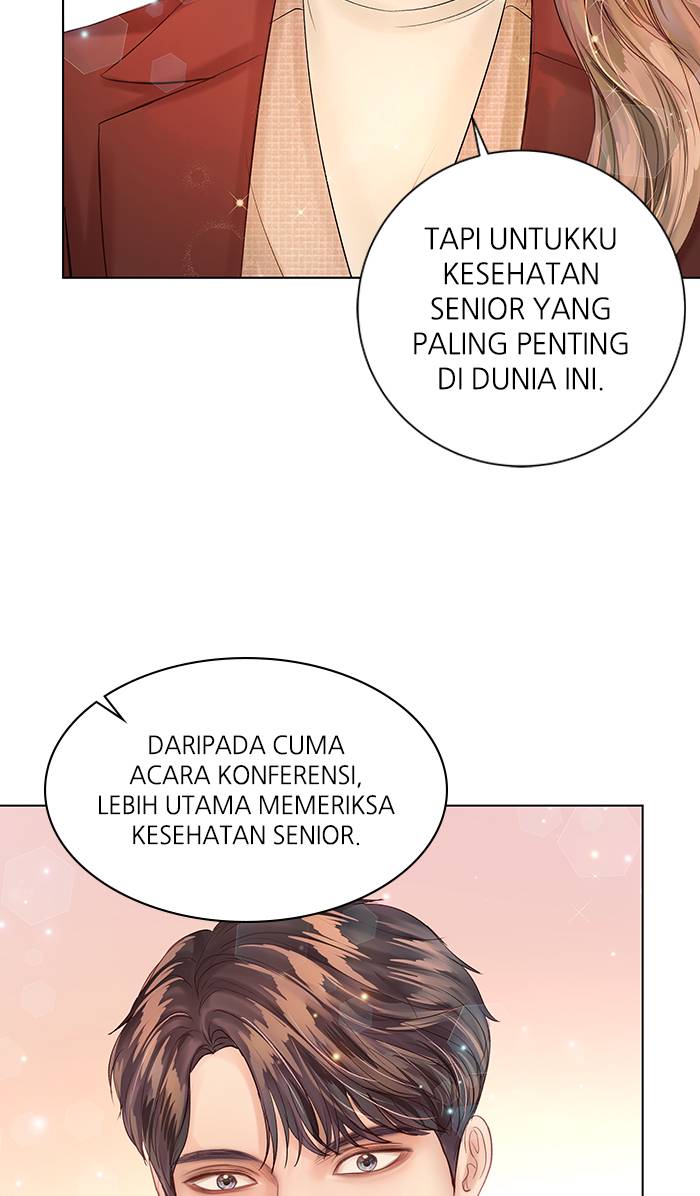 TAPI UNTUKKU
KESEHATAN
SENIOR YANG
PALING PENTING
DI DUNIA INI.
DARIPADA CUMA
ACARA KONFERENSI,
LEBIH UTAMA MEMERIKSA
KESEHATAN SENIOR.